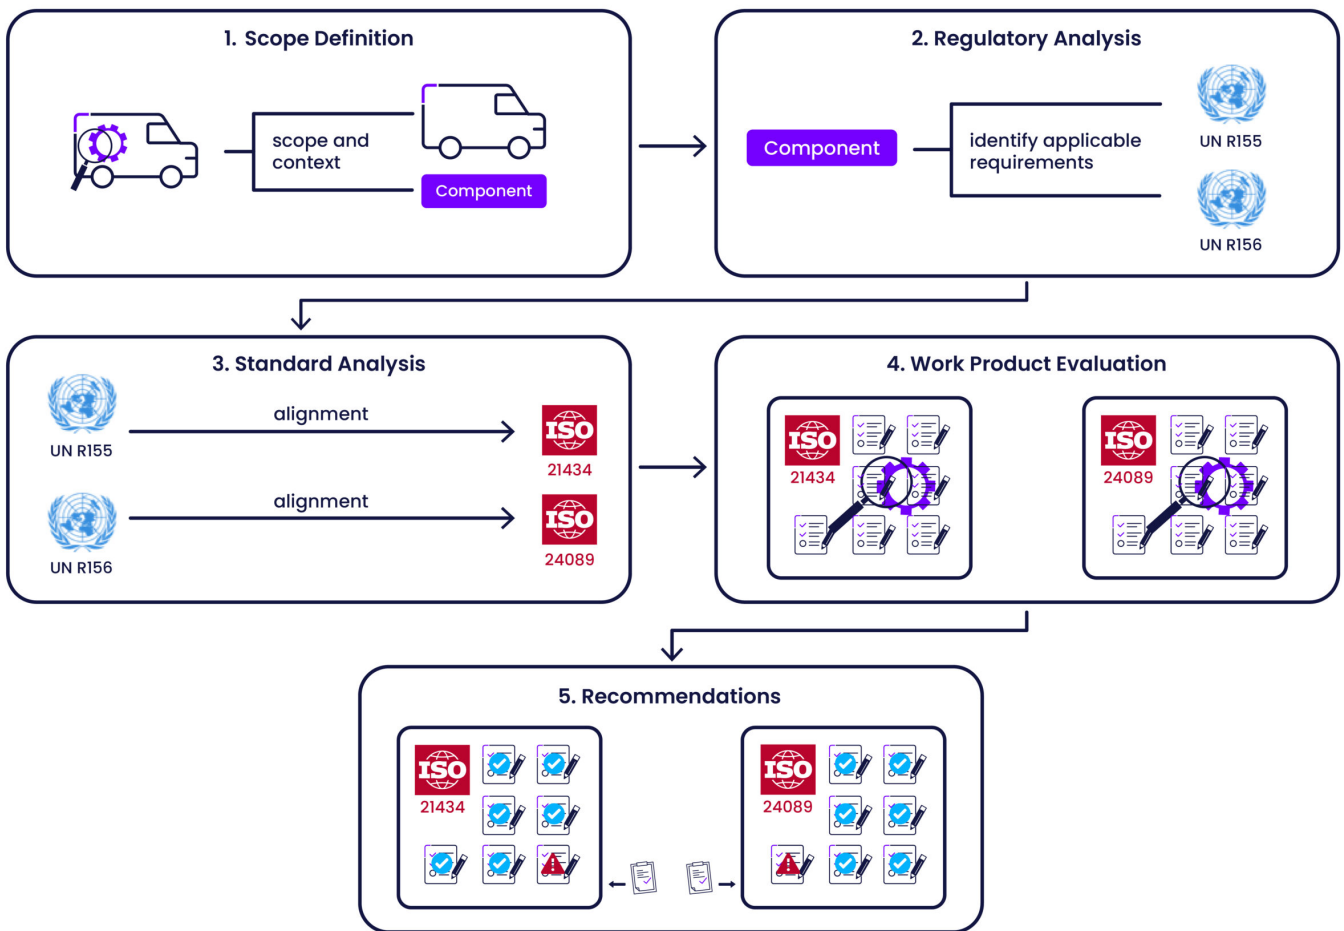 1. Scope Definition
scope and
context
Component
2. Regulatory Analysis
Component
identify applicable
requirements
UN R155
UN R156
3. Standard Analysis
UN R155
alignment
ISO
21434
UN R156
alignment
ISO
24089
4. Work Product Evaluation
ISO
21434
ISO
24089
5. Recommendations
ISO
21434
ISO
24089